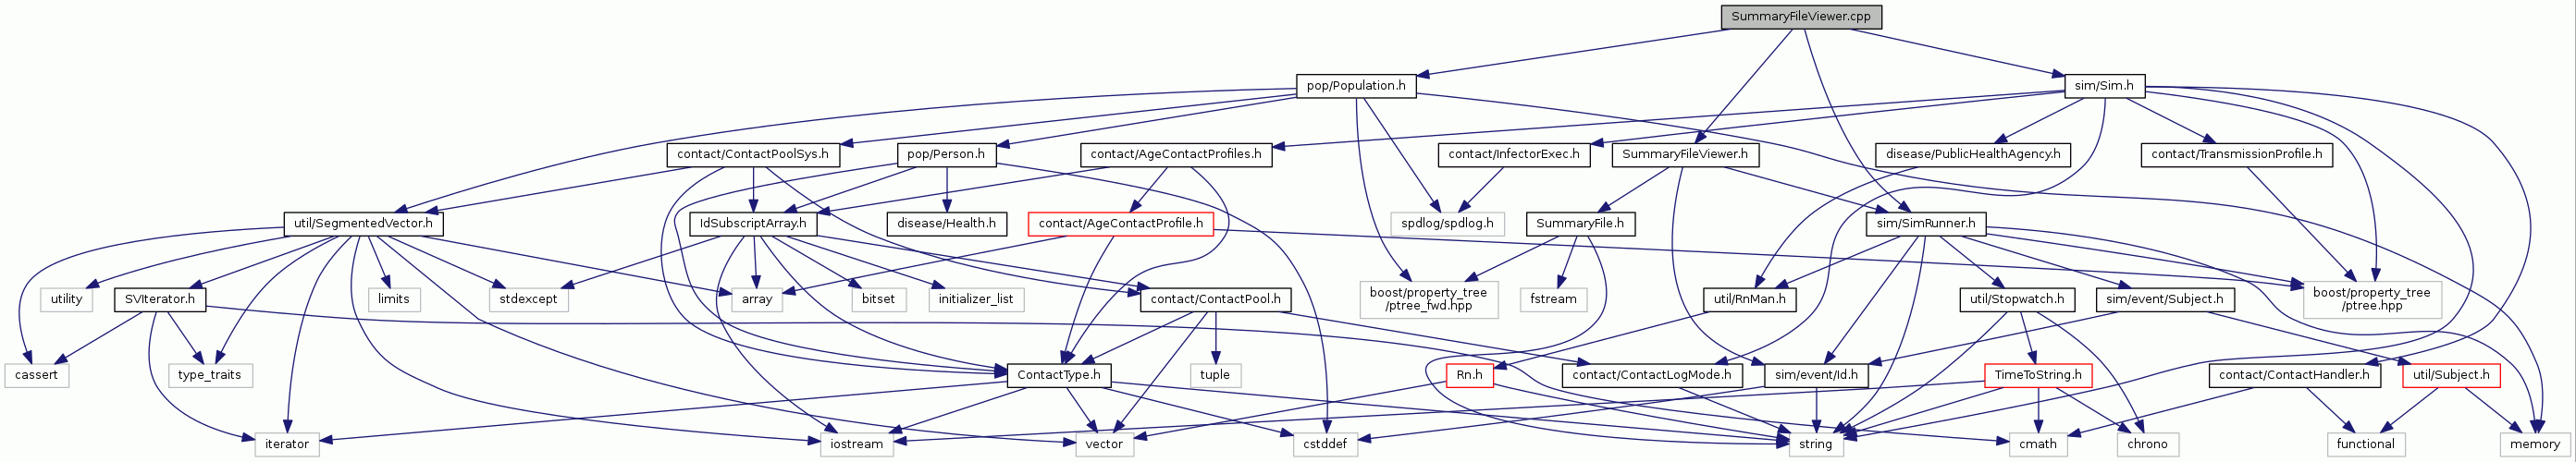 SummaryFileViewer.cpp
pop/Population.h
sim/Sim.h
contact/ContactPoolSys.h
pop/Person.h
contact/AgeContactProfiles.h
contact/InfectorExec.h
SummaryFileViewer.h
disease/PublicHealthAgency.h
contact/TransmissionProfile.h
util/SegmentedVector.h
IdSubscriptArray.h
disease/Health.h
contact/AgeContactProfile.h
spdlog/spdlog.h
SummaryFile.h
sim/SimRunner.h
utility
SVIterator.h
limits
stdexcept
array
bitset
initializer_list
contact/ContactPool.h
boost/property_tree
/ptree_fwd.hpp
fstream
util/RnMan.h
util/Stopwatch.h
sim/event/Subject.h
boost/property_tree
/ptree.hpp
cassert
type_traits
ContactType.h
tuple
Rn.h
contact/ContactLogMode.h
sim/event/Id.h
TimeToString.h
contact/ContactHandler.h
util/Subject.h
iterator
iostream
vector
cstddef
string
cmath
chrono
functional
memory